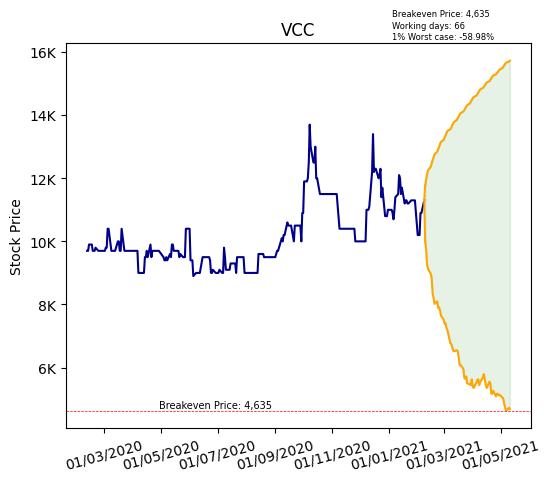 Breakeven Price: 4,635
Working days: 66
1% Worst case: -58.98%
VCC
16K
14K
12K
10K
8K
6K
Stock Price
Breakeven Price: 4,635
01/03/2020
01/05/2020
01/07/2020
01/09/2020
01/11/2020
01/01/2021
01/03/2021
01/05/2021